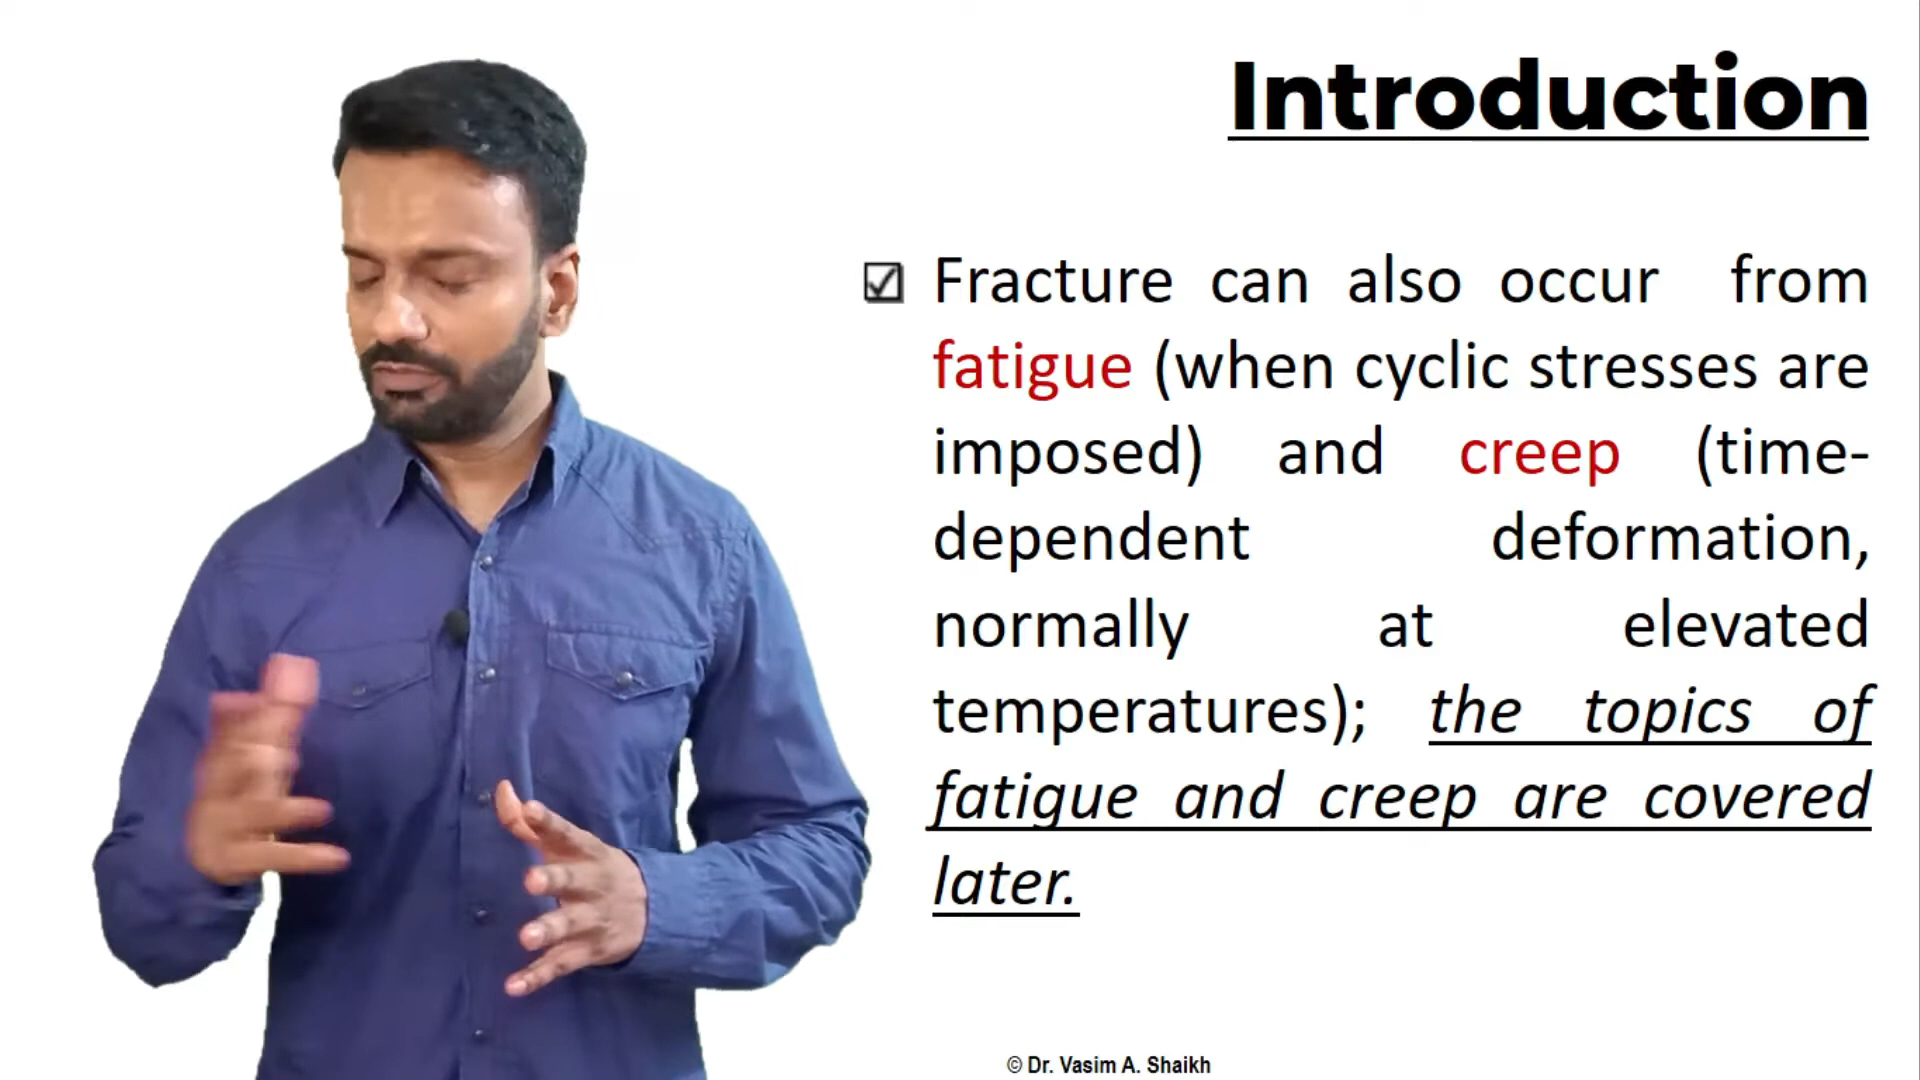 Introduction
Fracture can also occur from
fatigue (when cyclic stresses are
imposed) and creep (time-
dependent deformation,
normally at elevated
temperatures); the topics of
fatigue and creep are covered
later.
© Dr. Vasim A. Shaikh